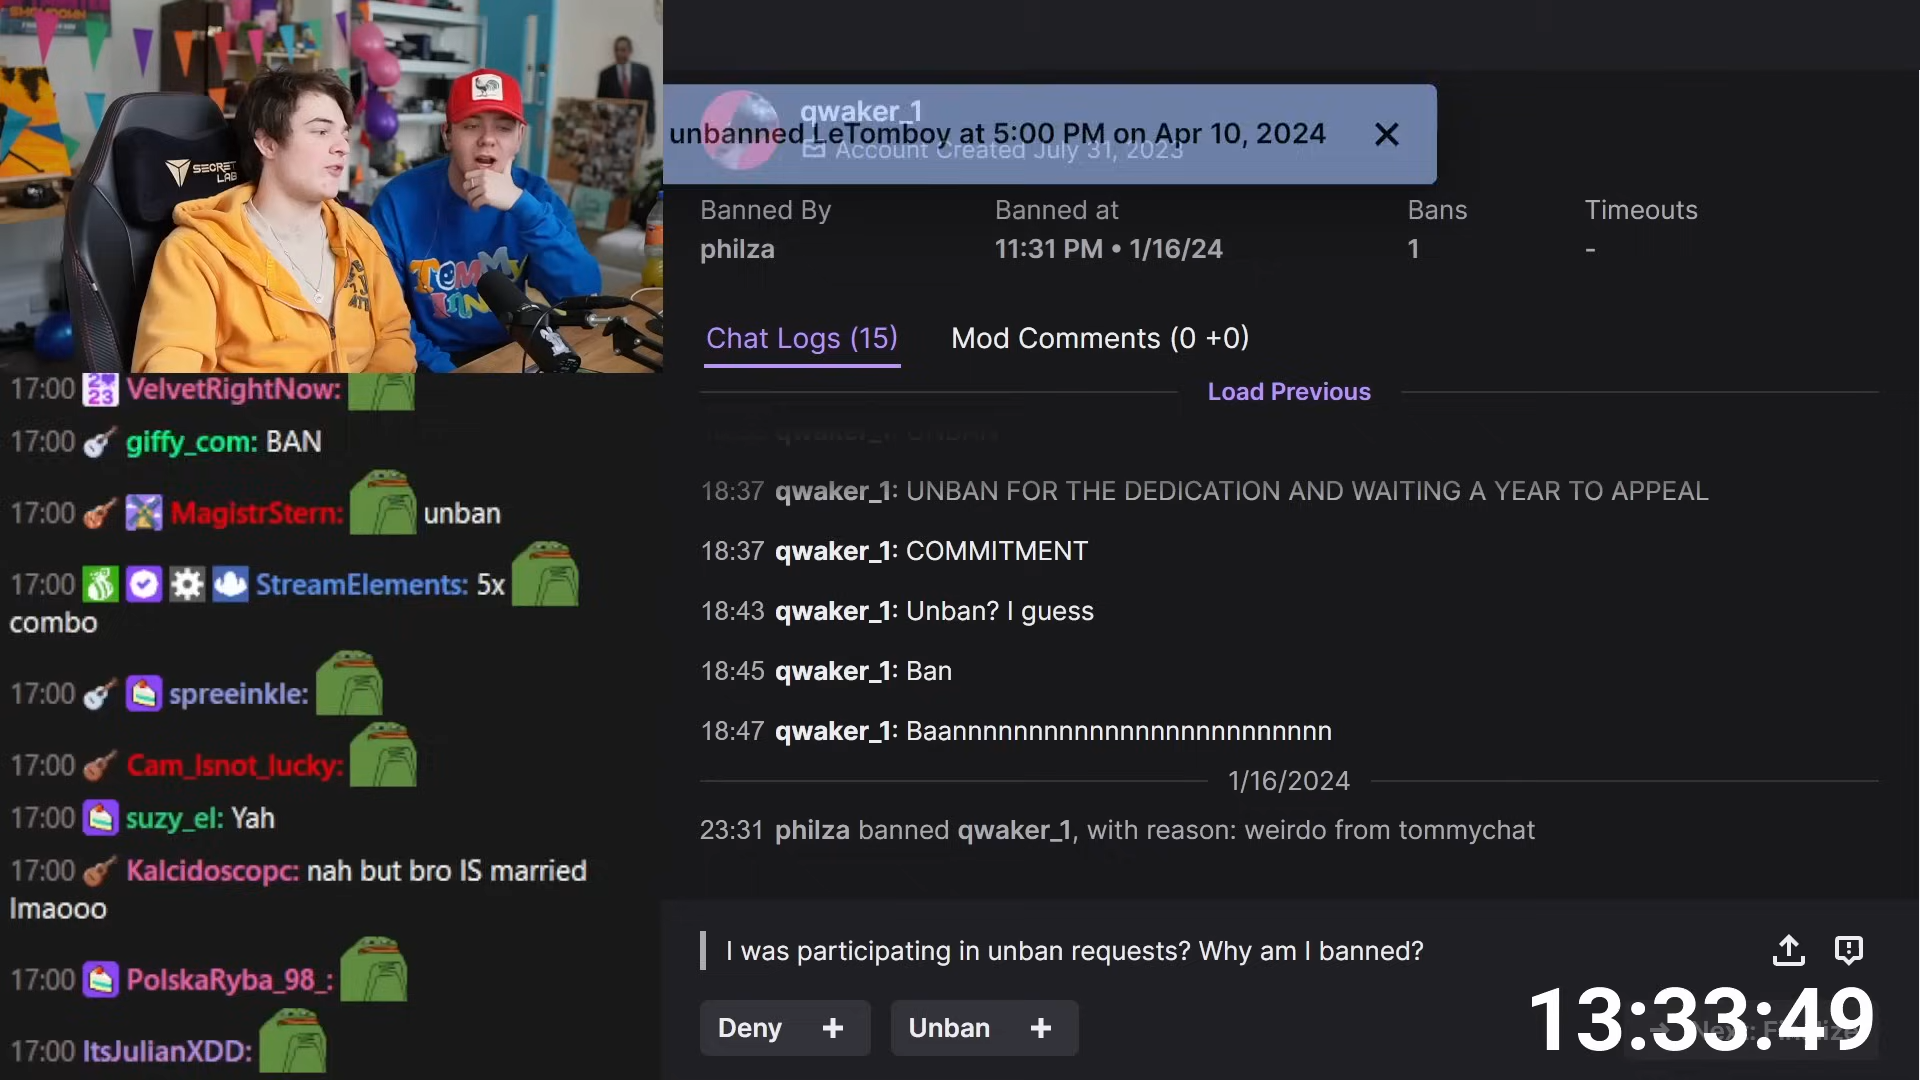 SECRET
LAB
TOMMY
INN
17:00 VelvetRightNow:
17:00 giffy_com: BAN
17:00 MagistrStern: unban
17:00 StreamElements: 5x
combo
17:00 spreeinkle:
17:00 Cam_Isnot_lucky:
17:00 suzy_el: Yah
17:00 Kalcidoscopc: nah but bro IS married
lmaooo
17:00 PolskaRyba_98_:
17:00 ItsJulianXDD:
qwaker_1
unbanned LeTomboy at 5:00 PM on Apr 10, 2024
Account Created July 31, 2023
Banned By Banned at Bans Timeouts
philza 11:31 PM • 1/16/24 1 -
Chat Logs (15) Mod Comments (0 +0)
Load Previous
qwaker_1: UNBAN
18:37 qwaker_1: UNBAN FOR THE DEDICATION AND WAITING A YEAR TO APPEAL
18:37 qwaker_1: COMMITMENT
18:43 qwaker_1: Unban? I guess
18:45 qwaker_1: Ban
18:47 qwaker_1: Baannnnnnnnnnnnnnnnnnnnnnnnn
1/16/2024
23:31 philza banned qwaker_1, with reason: weirdo from tommychat
I was participating in unban requests? Why am I banned?
Deny + Unban +
13:33:49